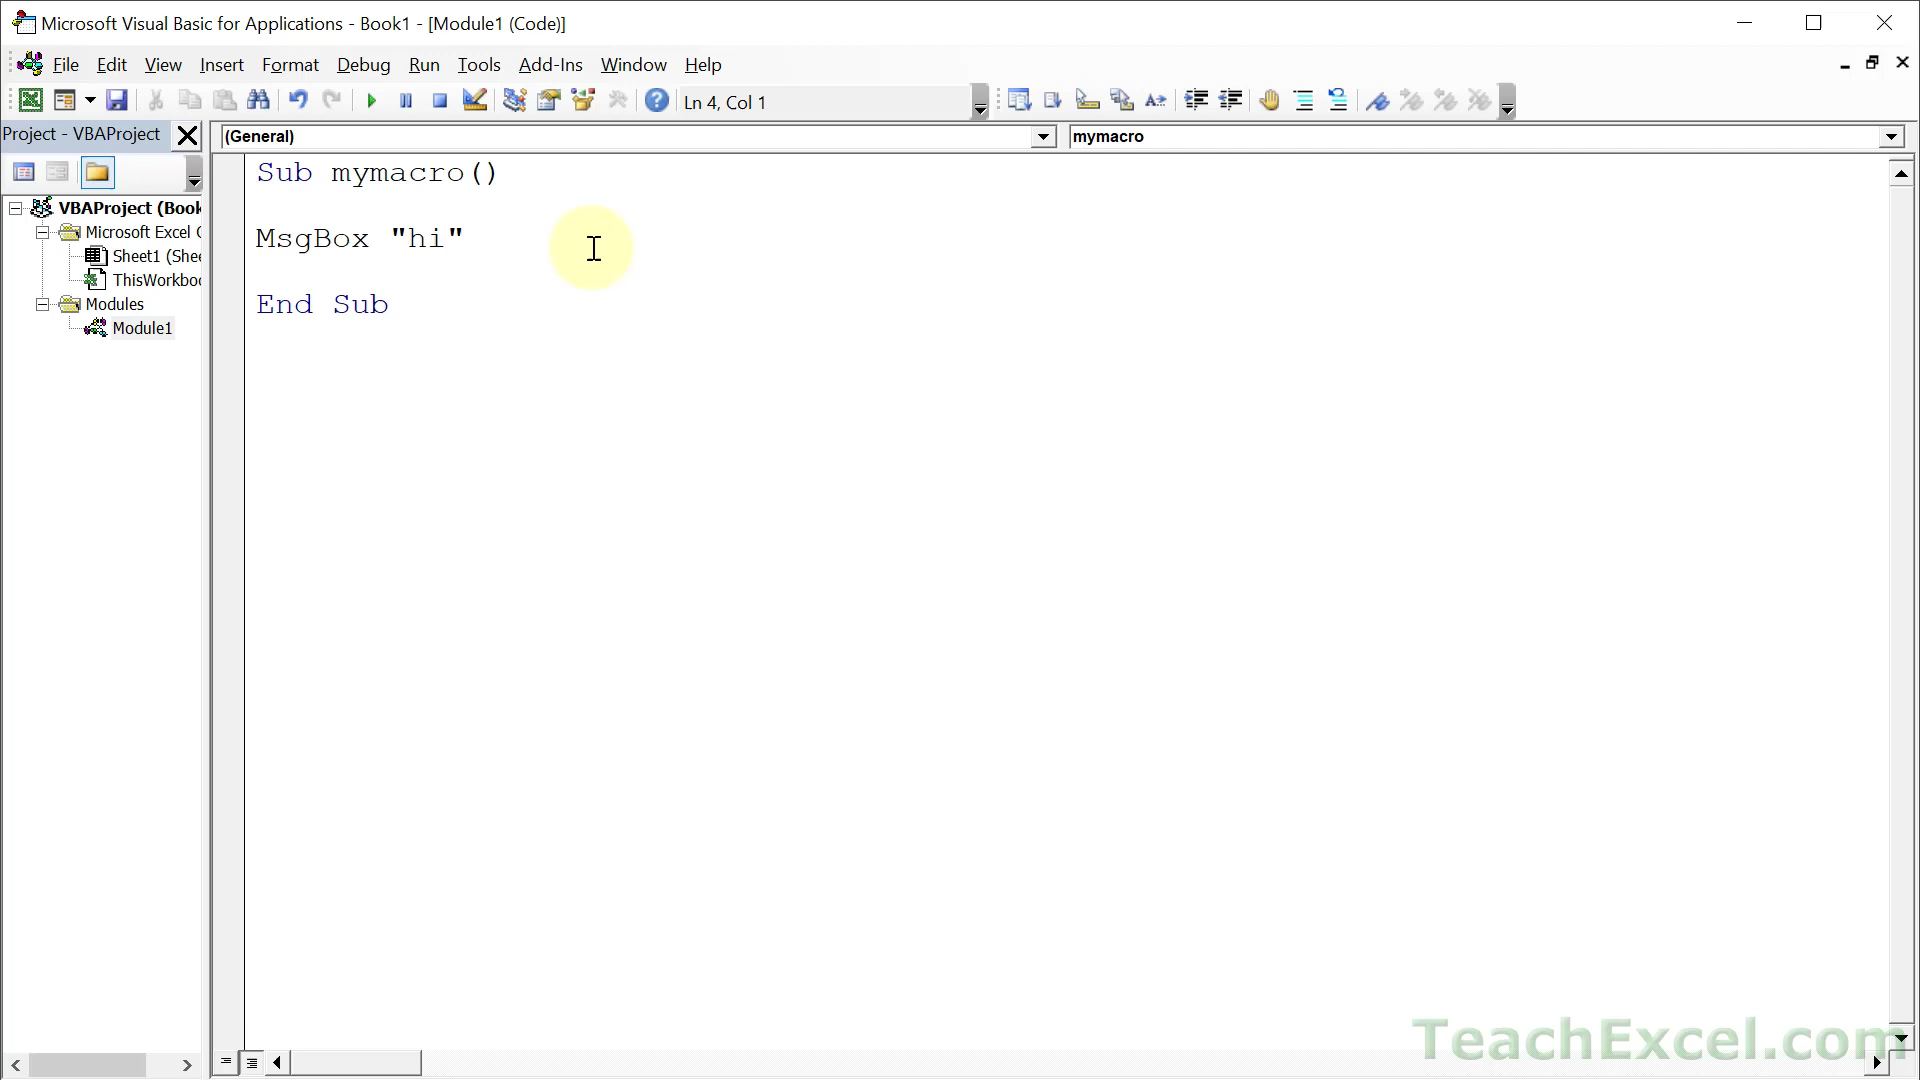 Microsoft Visual Basic for Applications - Book1 - [Module1 (Code)]
File Edit View Insert Format Debug Run Tools Add-Ins Window Help
Ln 4, Col 1
Project - VBAProject
(General) mymacro
VBAProject (Book
Microsoft Excel
Sheet1 (Shee
ThisWorkboo
Modules
Module1
Sub mymacro()
MsgBox "hi"
End Sub
TeachExcel.com